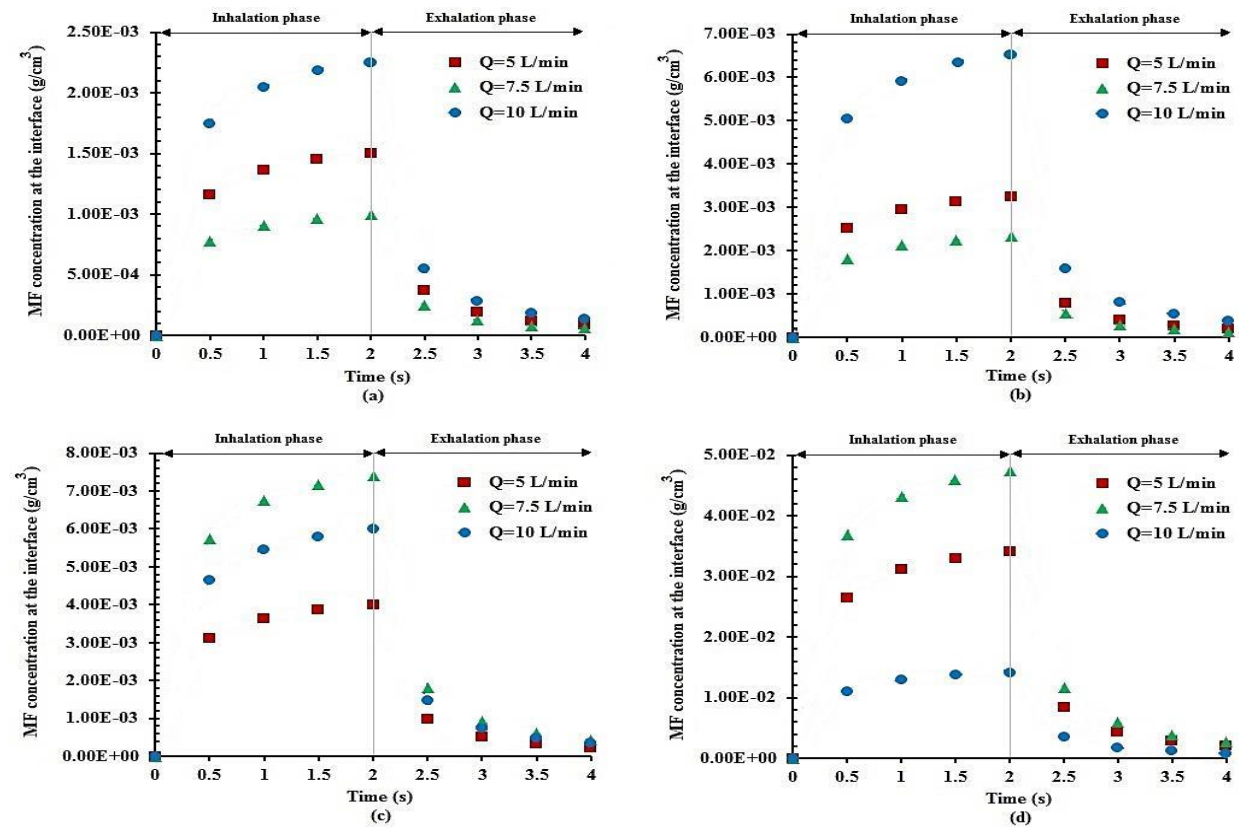 Inhalation phase Exhalation phase
MF concentration at the interface (g/cm³)
2.50E-03
2.00E-03
1.50E-03
1.00E-03
5.00E-04
0.00E+00
Q=5 L/min
Q=7.5 L/min
Q=10 L/min
0 0.5 1 1.5 2 2.5 3 3.5 4
Time (s)
(a)
Inhalation phase Exhalation phase
MF concentration at the interface (g/cm³)
7.00E-03
6.00E-03
5.00E-03
4.00E-03
3.00E-03
2.00E-03
1.00E-03
0.00E+00
Q=5 L/min
Q=7.5 L/min
Q=10 L/min
0 0.5 1 1.5 2 2.5 3 3.5 4
Time (s)
(b)
Inhalation phase Exhalation phase
MF concentration at the interface (g/cm³)
8.00E-03
7.00E-03
6.00E-03
5.00E-03
4.00E-03
3.00E-03
2.00E-03
1.00E-03
0.00E+00
Q=5 L/min
Q=7.5 L/min
Q=10 L/min
0 0.5 1 1.5 2 2.5 3 3.5 4
Time (s)
(c)
Inhalation phase Exhalation phase
MF concentration at the interface (g/cm³)
5.00E-02
4.00E-02
3.00E-02
2.00E-02
1.00E-02
0.00E+00
Q=5 L/min
Q=7.5 L/min
Q=10 L/min
0 0.5 1 1.5 2 2.5 3 3.5 4
Time (s)
(d)